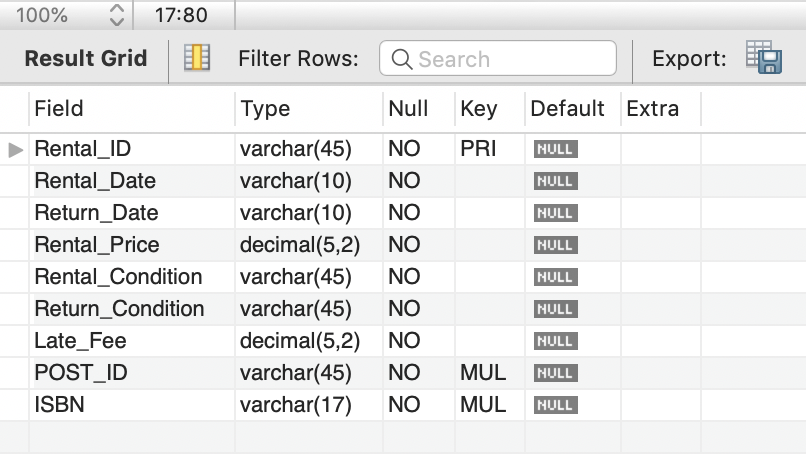 100% 17:80
Result Grid Filter Rows: Search Export:
Field Type Null Key Default Extra
Rental_ID varchar(45) NO PRI NULL
Rental_Date varchar(10) NO NULL
Return_Date varchar(10) NO NULL
Rental_Price decimal(5,2) NO NULL
Rental_Condition varchar(45) NO NULL
Return_Condition varchar(45) NO NULL
Late_Fee decimal(5,2) NO NULL
POST_ID varchar(45) NO MUL NULL
ISBN varchar(17) NO MUL NULL